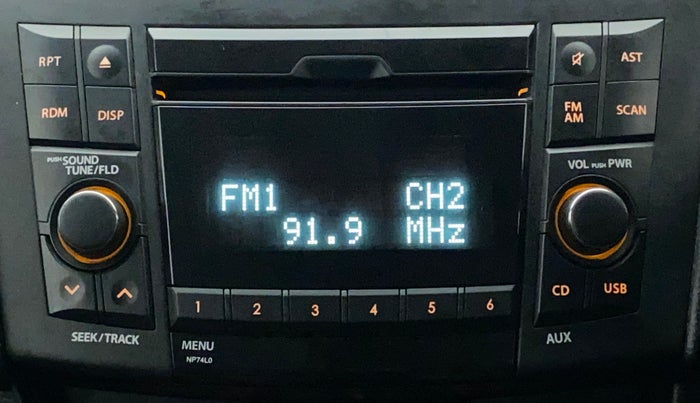 RPT
RDM
DISP
PUSH SOUND
TUNE/FLD
SEEK/TRACK
FM1 CH2
91.9 MHz
1 2 3 4 5 6
MENU
NP74L0
AST
FM
AM
SCAN
VOL PUSH PWR
CD
USB
AUX